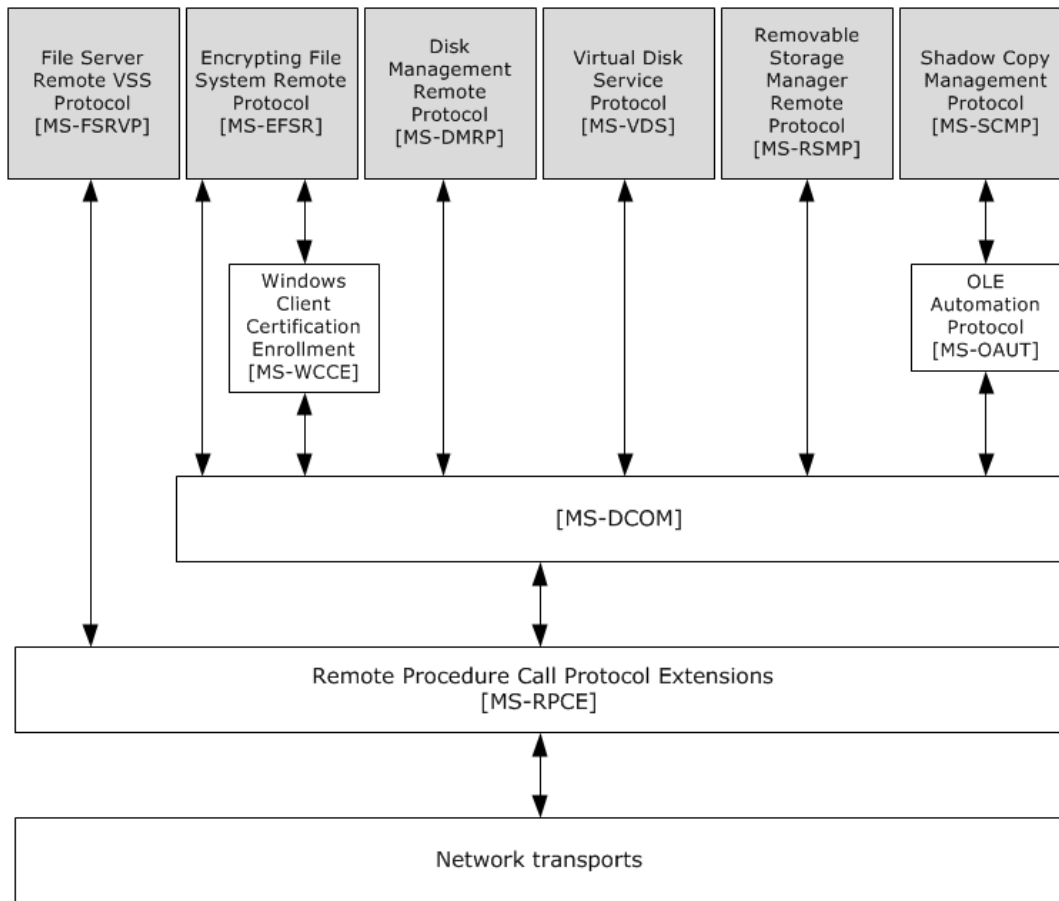 File Server
Remote VSS
Protocol
[MS-FSRVP]
Encrypting File
System Remote
Protocol
[MS-EFSR]
Disk
Management
Remote
Protocol
[MS-DMRP]
Virtual Disk
Service
Protocol
[MS-VDS]
Removable
Storage
Manager
Remote
Protocol
[MS-RSMP]
Shadow Copy
Management
Protocol
[MS-SCMP]
Windows
Client
Certification
Enrollment
[MS-WCCE]
OLE
Automation
Protocol
[MS-OAUT]
[MS-DCOM]
Remote Procedure Call Protocol Extensions
[MS-RPCE]
Network transports